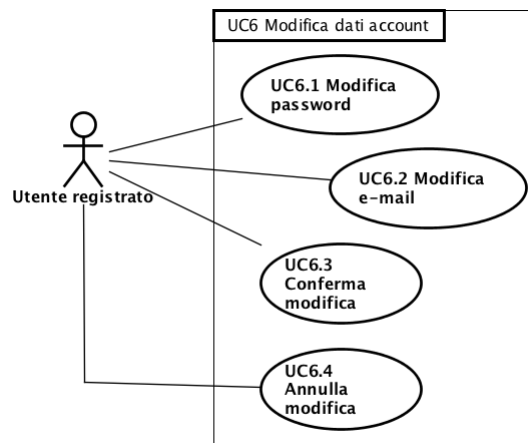 UC6 Modifica dati account
UC6.1 Modifica
password
Utente registrato
UC6.2 Modifica
e-mail
UC6.3
Conferma
modifica
UC6.4
Annulla
modifica